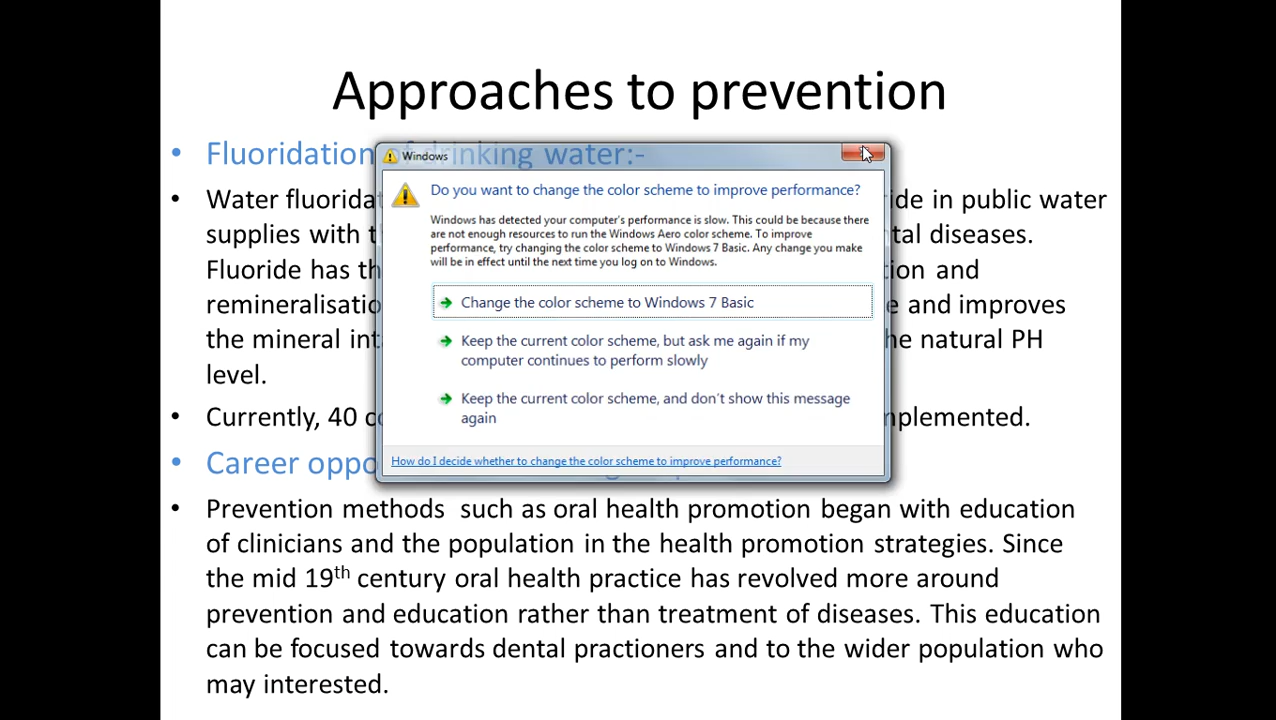 Approaches to prevention
• Fluoridation of drinking water:-
Windows
• Water ide in public water
Do you want to change the color scheme to improve performance?
supplies with diseases.
Windows has detected your computer's performance is slow. This could be because there
are not enough resources to run the Windows Aero color scheme. To improve
performance, try changing the color scheme to Windows 7 Basic. Any change you make
will be in effect until the next time you log on to Windows.
Fluoride has and
➔ Change the color scheme to Windows 7 Basic
and improves
➔ Keep the current color scheme, but ask me again if my
computer continues to perform slowly
the mineral natural PH
level.
➔ Keep the current color scheme, and don't show this message
again
• Currently, 40
How do I decide whether to change the color scheme to improve performance?
• Career
• Prevention methods such as oral health promotion began with education
of clinicians and the population in the health promotion strategies. Since
the mid 19th century oral health practice has revolved more around
prevention and education rather than treatment of diseases. This education
can be focused towards dental practioners and to the wider population who
may interested.